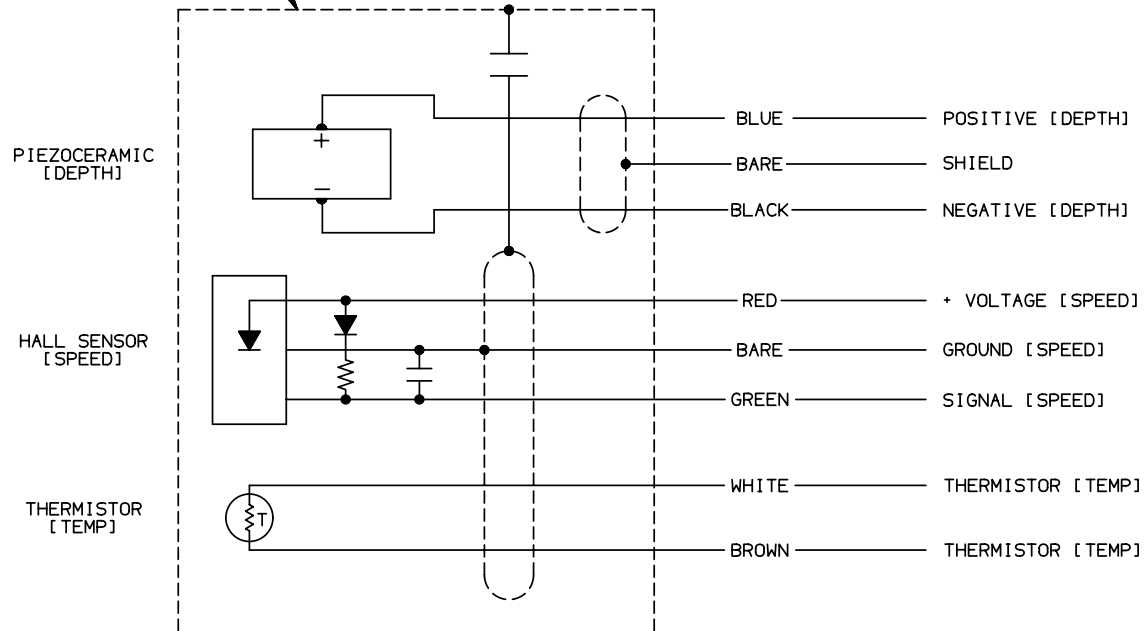 BLUE POSITIVE [DEPTH]
PIEZOCERAMIC
[DEPTH]
+
BARE SHIELD
−
BLACK NEGATIVE [DEPTH]
RED + VOLTAGE [SPEED]
HALL SENSOR
[SPEED]
BARE GROUND [SPEED]
GREEN SIGNAL [SPEED]
WHITE THERMISTOR [TEMP]
THERMISTOR
[TEMP]
T
BROWN THERMISTOR [TEMP]